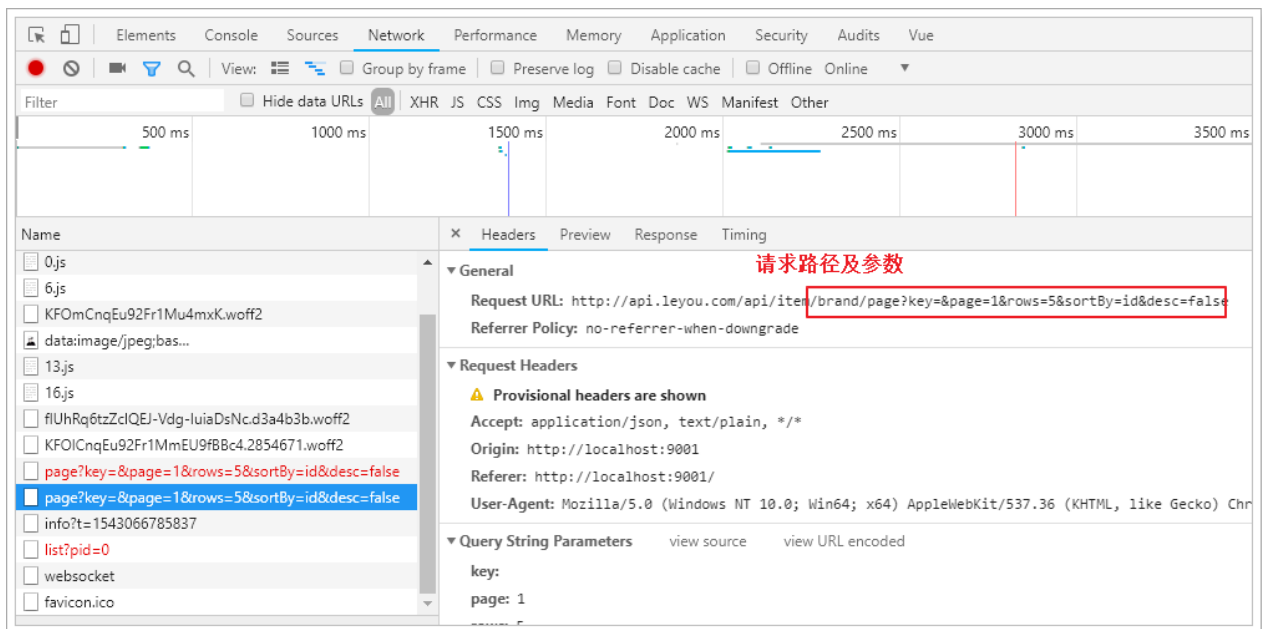 Elements Console Sources Network Performance Memory Application Security Audits Vue
View: Group by frame Preserve log Disable cache Offline Online
Filter Hide data URLs All XHR JS CSS Img Media Font Doc WS Manifest Other
500 ms 1000 ms 1500 ms 2000 ms 2500 ms 3000 ms 3500 ms
Name
0.js
6.js
KFOmCnqEu92Fr1Mu4mxK.woff2
data:image/jpeg;bas...
13.js
16.js
flUhRq6tzZclQEJ-Vdg-IuiaDsNc.d3a4b3b.woff2
KFOlCnqEu92Fr1MmEU9fBBc4.2854671.woff2
page?key=&page=1&rows=5&sortBy=id&desc=false
page?key=&page=1&rows=5&sortBy=id&desc=false
info?t=1543066785837
list?pid=0
websocket
favicon.ico
× Headers Preview Response Timing
请求路径及参数
General
Request URL: http://api.leyou.com/api/item/brand/page?key=&page=1&rows=5&sortBy=id&desc=false
Referrer Policy: no-referrer-when-downgrade
Request Headers
Provisional headers are shown
Accept: application/json, text/plain, */*
Origin: http://localhost:9001
Referer: http://localhost:9001/
User-Agent: Mozilla/5.0 (Windows NT 10.0; Win64; x64) AppleWebKit/537.36 (KHTML, like Gecko) Chr
Query String Parameters view source view URL encoded
key:
page: 1